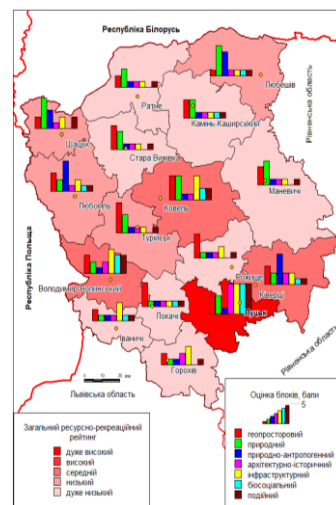 Республіка Білорусь
Рівненська область
Любешів
Ратне
Камінь-Каширський
Шацьк
Стара Вижівка
Маневичі
Любомль
Ковель
Турийськ
Республіка Польща
Рожище
Володимир-Волинський
Ківерці
Луцьк
Локачі
Іваничі
Рівненська область
Горохів
Львівська область
Загальний ресурсно-рекреаційний
рейтинг
дуже високий
високий
середній
низький
дуже низький
Оцінка блоків, бали
5
геопросторовий
природний
природно-антропогенний
архітектурно-історичний
інфраструктурний
біосоціальний
подійний